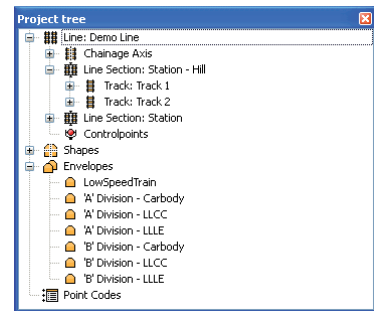 Project tree
Line: Demo Line
Chainage Axis
Line Section: Station - Hill
Track: Track 1
Track: Track 2
Line Section: Station
Controlpoints
Shapes
Envelopes
LowSpeedTrain
'A' Division - Carbody
'A' Division - LLCC
'A' Division - LLLE
'B' Division - Carbody
'B' Division - LLCC
'B' Division - LLLE
Point Codes